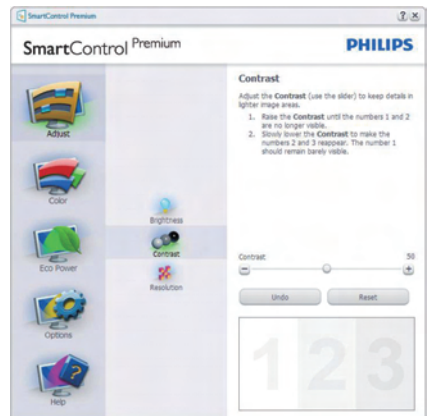 SmartControl Premium
SmartControl Premium
PHILIPS
Adjust
Color
Eco Power
Options
Help
Brightness
Contrast
Resolution
Contrast
Adjust the Contrast (use the slider) to keep details in
lighter image areas.
1. Raise the Contrast until the numbers 1 and 2
are no longer visible.
2. Slowly lower the Contrast to make the
numbers 2 and 3 reappear. The number 1
should remain barely visible.
Contrast 50
Undo Reset
1 2 3